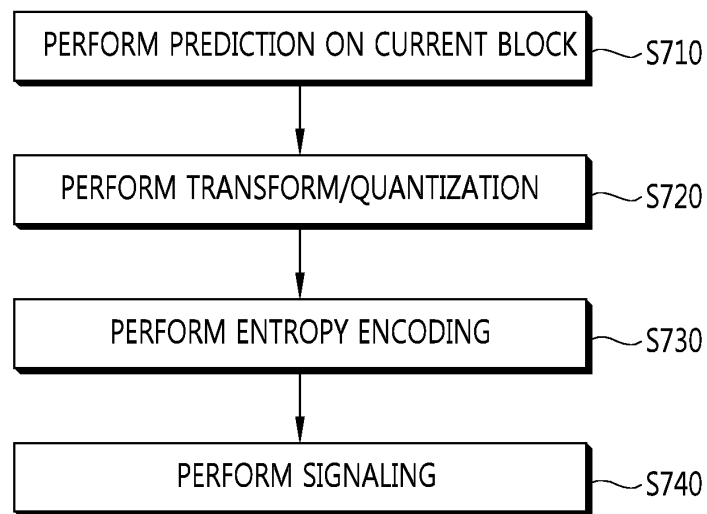 PERFORM PREDICTION ON CURRENT BLOCK
S710
PERFORM TRANSFORM/QUANTIZATION
S720
PERFORM ENTROPY ENCODING
S730
PERFORM SIGNALING
S740